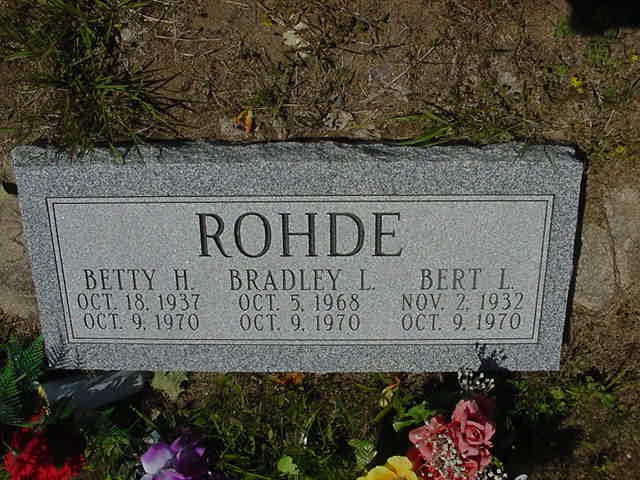 ROHDE
BETTY H. BRADLEY L. BERT L.
OCT. 18, 1937 OCT. 5, 1968 NOV. 2, 1932
OCT. 9, 1970 OCT. 9, 1970 OCT. 9, 1970